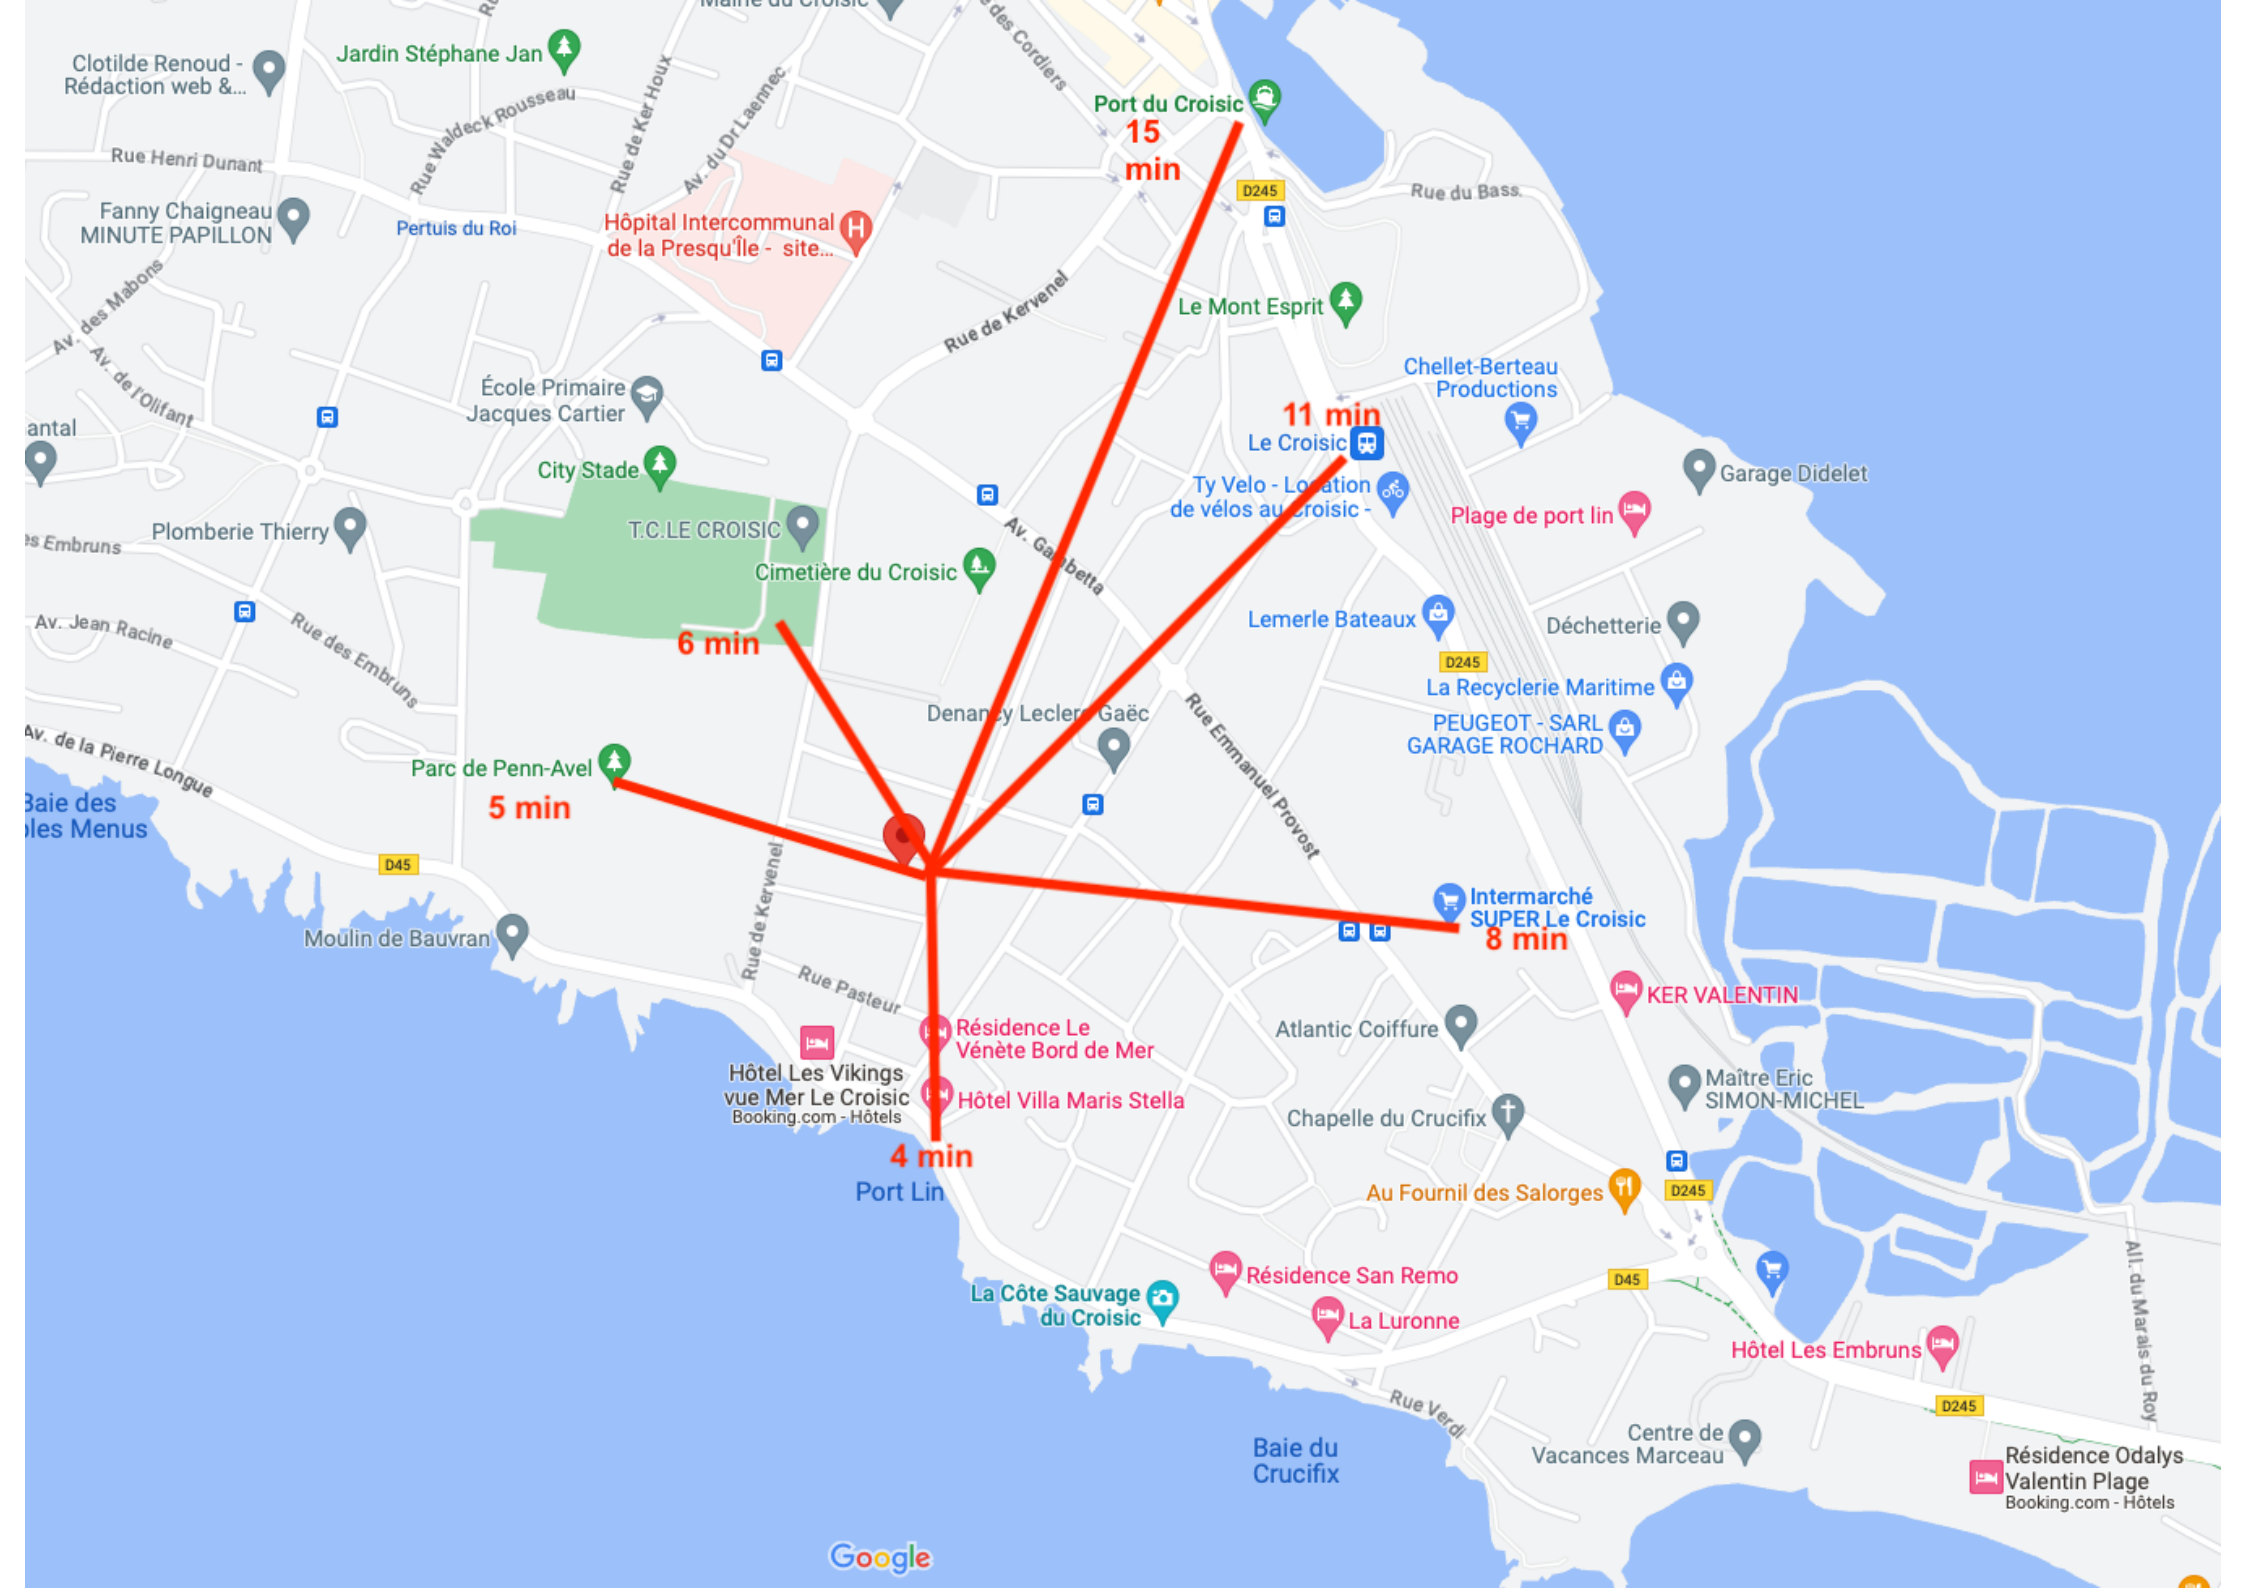 Mairie du Croisic
Rue des Cordiers
Jardin Stéphane Jan
Clotilde Renoud -
Rédaction web &...
Rue Waldeck Rousseau
Rue de Ker Houx
Av. du Dr Laennec
Port du Croisic
15
min
Rue Henri Dunant
D245
Rue du Bass.
Fanny Chaigneau
MINUTE PAPILLON
Pertuis du Roi
Hôpital Intercommunal
de la Presqu'Île - site...
Av. des Mabons
Rue de Kervenel
Le Mont Esprit
Av. de l'Olifant
École Primaire
Jacques Cartier
Chellet-Berteau
Productions
11 min
Le Croisic
antal
City Stade
Ty Velo - Location
de vélos au Croisic -
Garage Didelet
Plage de port lin
T.C.LE CROISIC
Plomberie Thierry
es Embruns
Av. Gambetta
Cimetière du Croisic
Lemerle Bateaux
Déchetterie
Av. Jean Racine
Rue des Embruns
6 min
D245
La Recyclerie Maritime
Denancy Leclerc Gaëc
PEUGEOT - SARL
GARAGE ROCHARD
Rue Emmanuel Provost
Av. de la Pierre Longue
Parc de Penn-Avel
5 min
Baie des
bles Menus
D45
Rue de Kervenel
Intermarché
SUPER Le Croisic
8 min
Moulin de Bauvran
Rue Pasteur
KER VALENTIN
Résidence Le
Vénète Bord de Mer
Atlantic Coiffure
Hôtel Les Vikings
vue Mer Le Croisic
Booking.com - Hôtels
Hôtel Villa Maris Stella
Maître Eric
SIMON-MICHEL
Chapelle du Crucifix
4 min
Port Lin
Au Fournil des Salorges
D245
All. du Marais du Roy
La Côte Sauvage
du Croisic
Résidence San Remo
D45
La Luronne
Hôtel Les Embruns
Rue Verdi
D245
Baie du
Crucifix
Centre de
Vacances Marceau
Résidence Odalys
Valentin Plage
Booking.com - Hôtels
Google